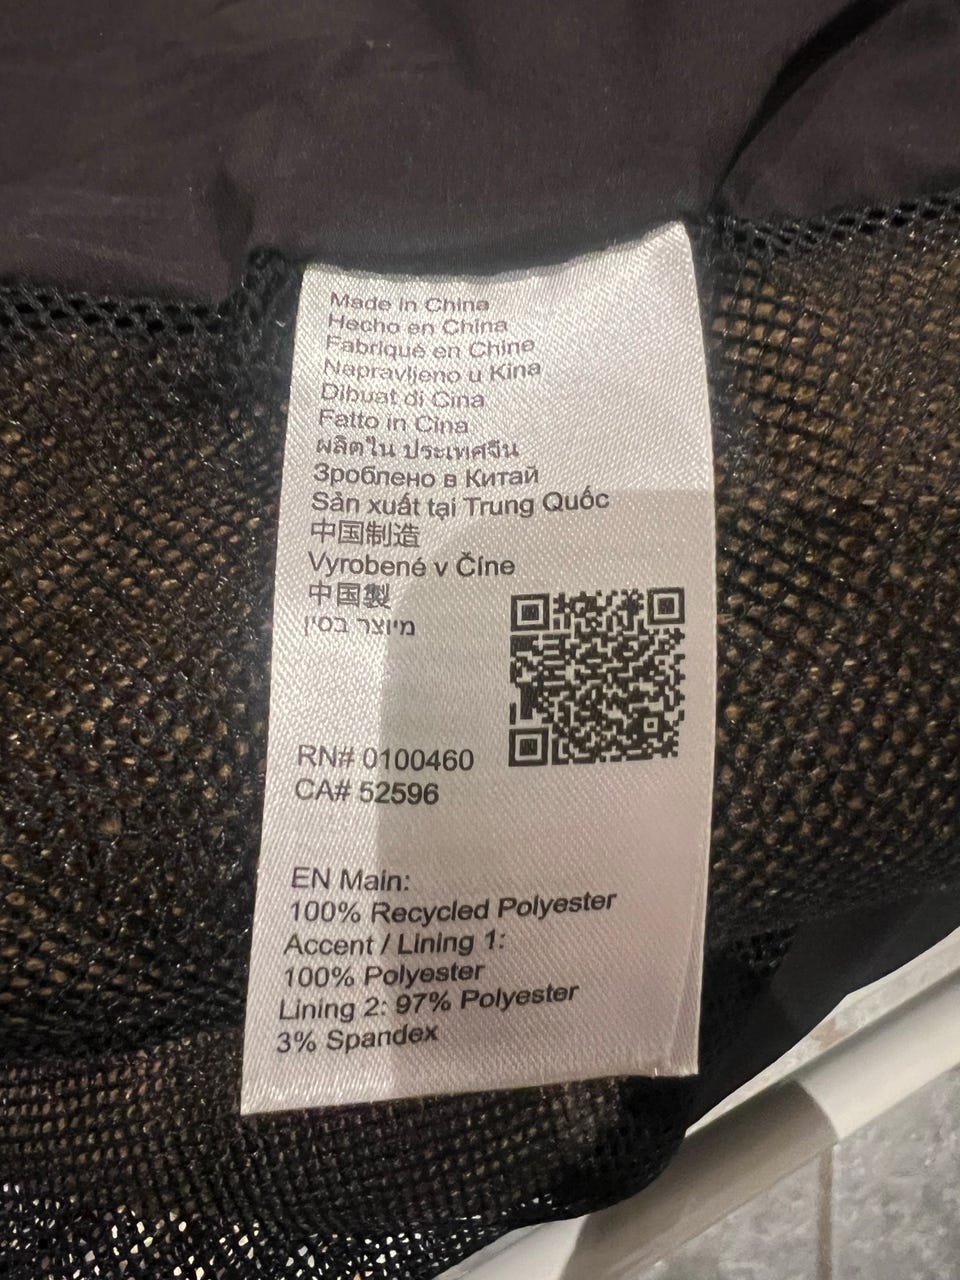 Made in China
Hecho en China
Fabriqué en Chine
Napravljeno u Kina
Dibuat di Cina
Fatto in Cina
ผลิตใน ประเทศจีน
Зроблено в Китай
Sản xuất tại Trung Quốc
中国制造
Vyrobené v Číne
中国製
מיוצר בסין
RN# 0100460
CA# 52596
EN Main:
100% Recycled Polyester
Accent / Lining 1:
100% Polyester
Lining 2: 97% Polyester
3% Spandex